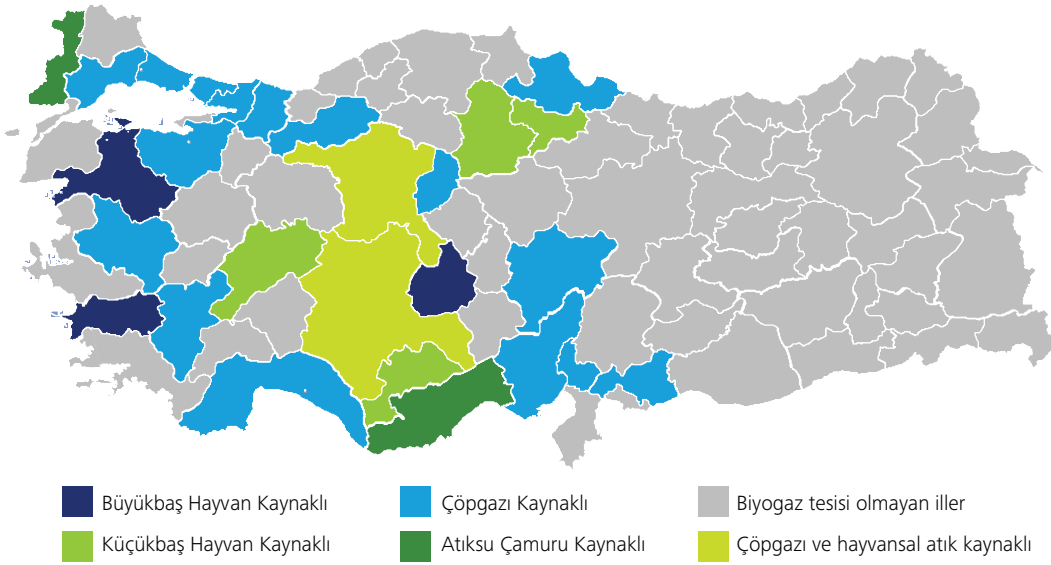 Büyükbaş Hayvan Kaynaklı
Çöpgazı Kaynaklı
Biyogaz tesisi olmayan iller
Küçükbaş Hayvan Kaynaklı
Atıksu Çamuru Kaynaklı
Çöpgazı ve hayvansal atık kaynaklı